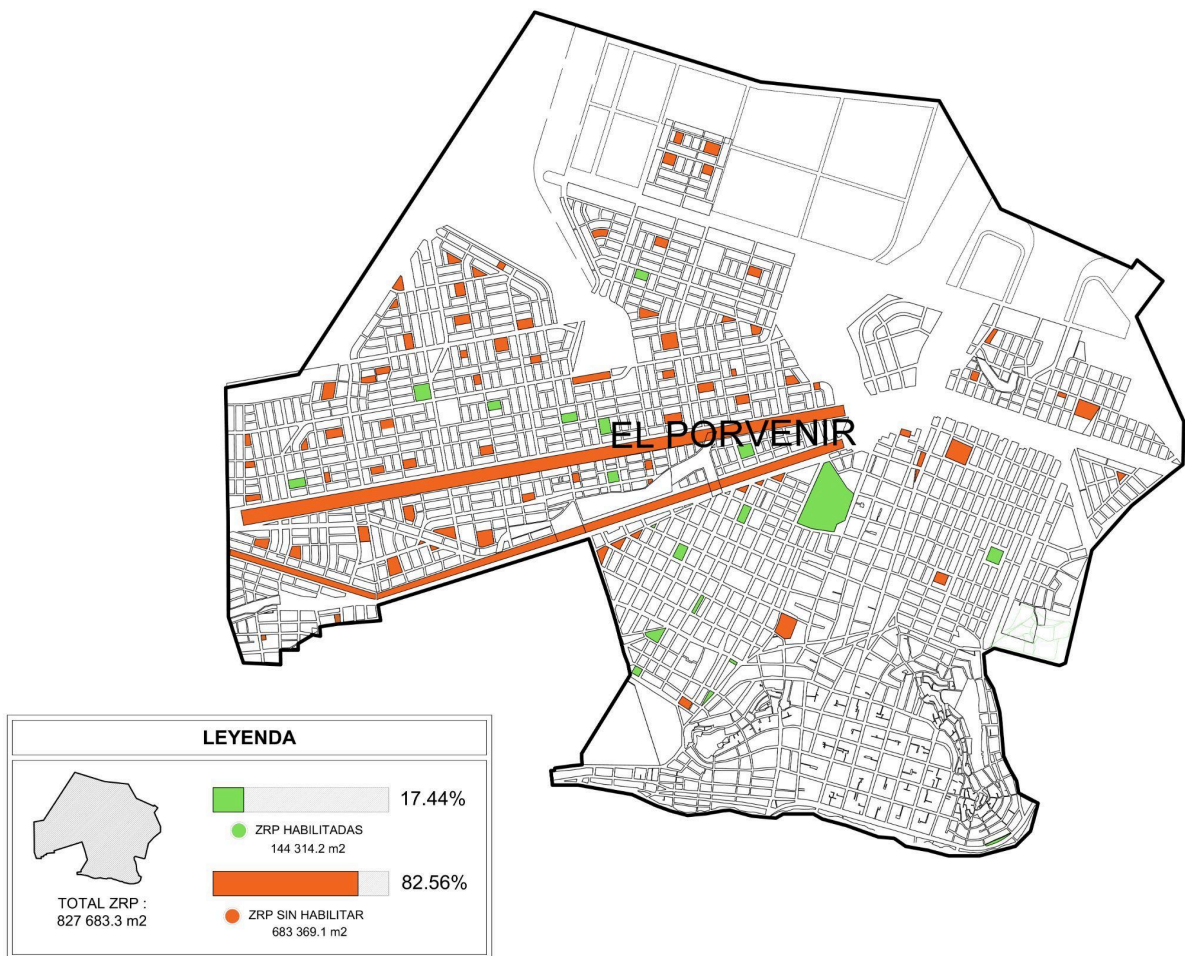 EL PORVENIR
LEYENDA
17.44%
ZRP HABILITADAS
144 314.2 m2
82.56%
TOTAL ZRP :
827 683.3 m2
ZRP SIN HABILITAR
683 369.1 m2